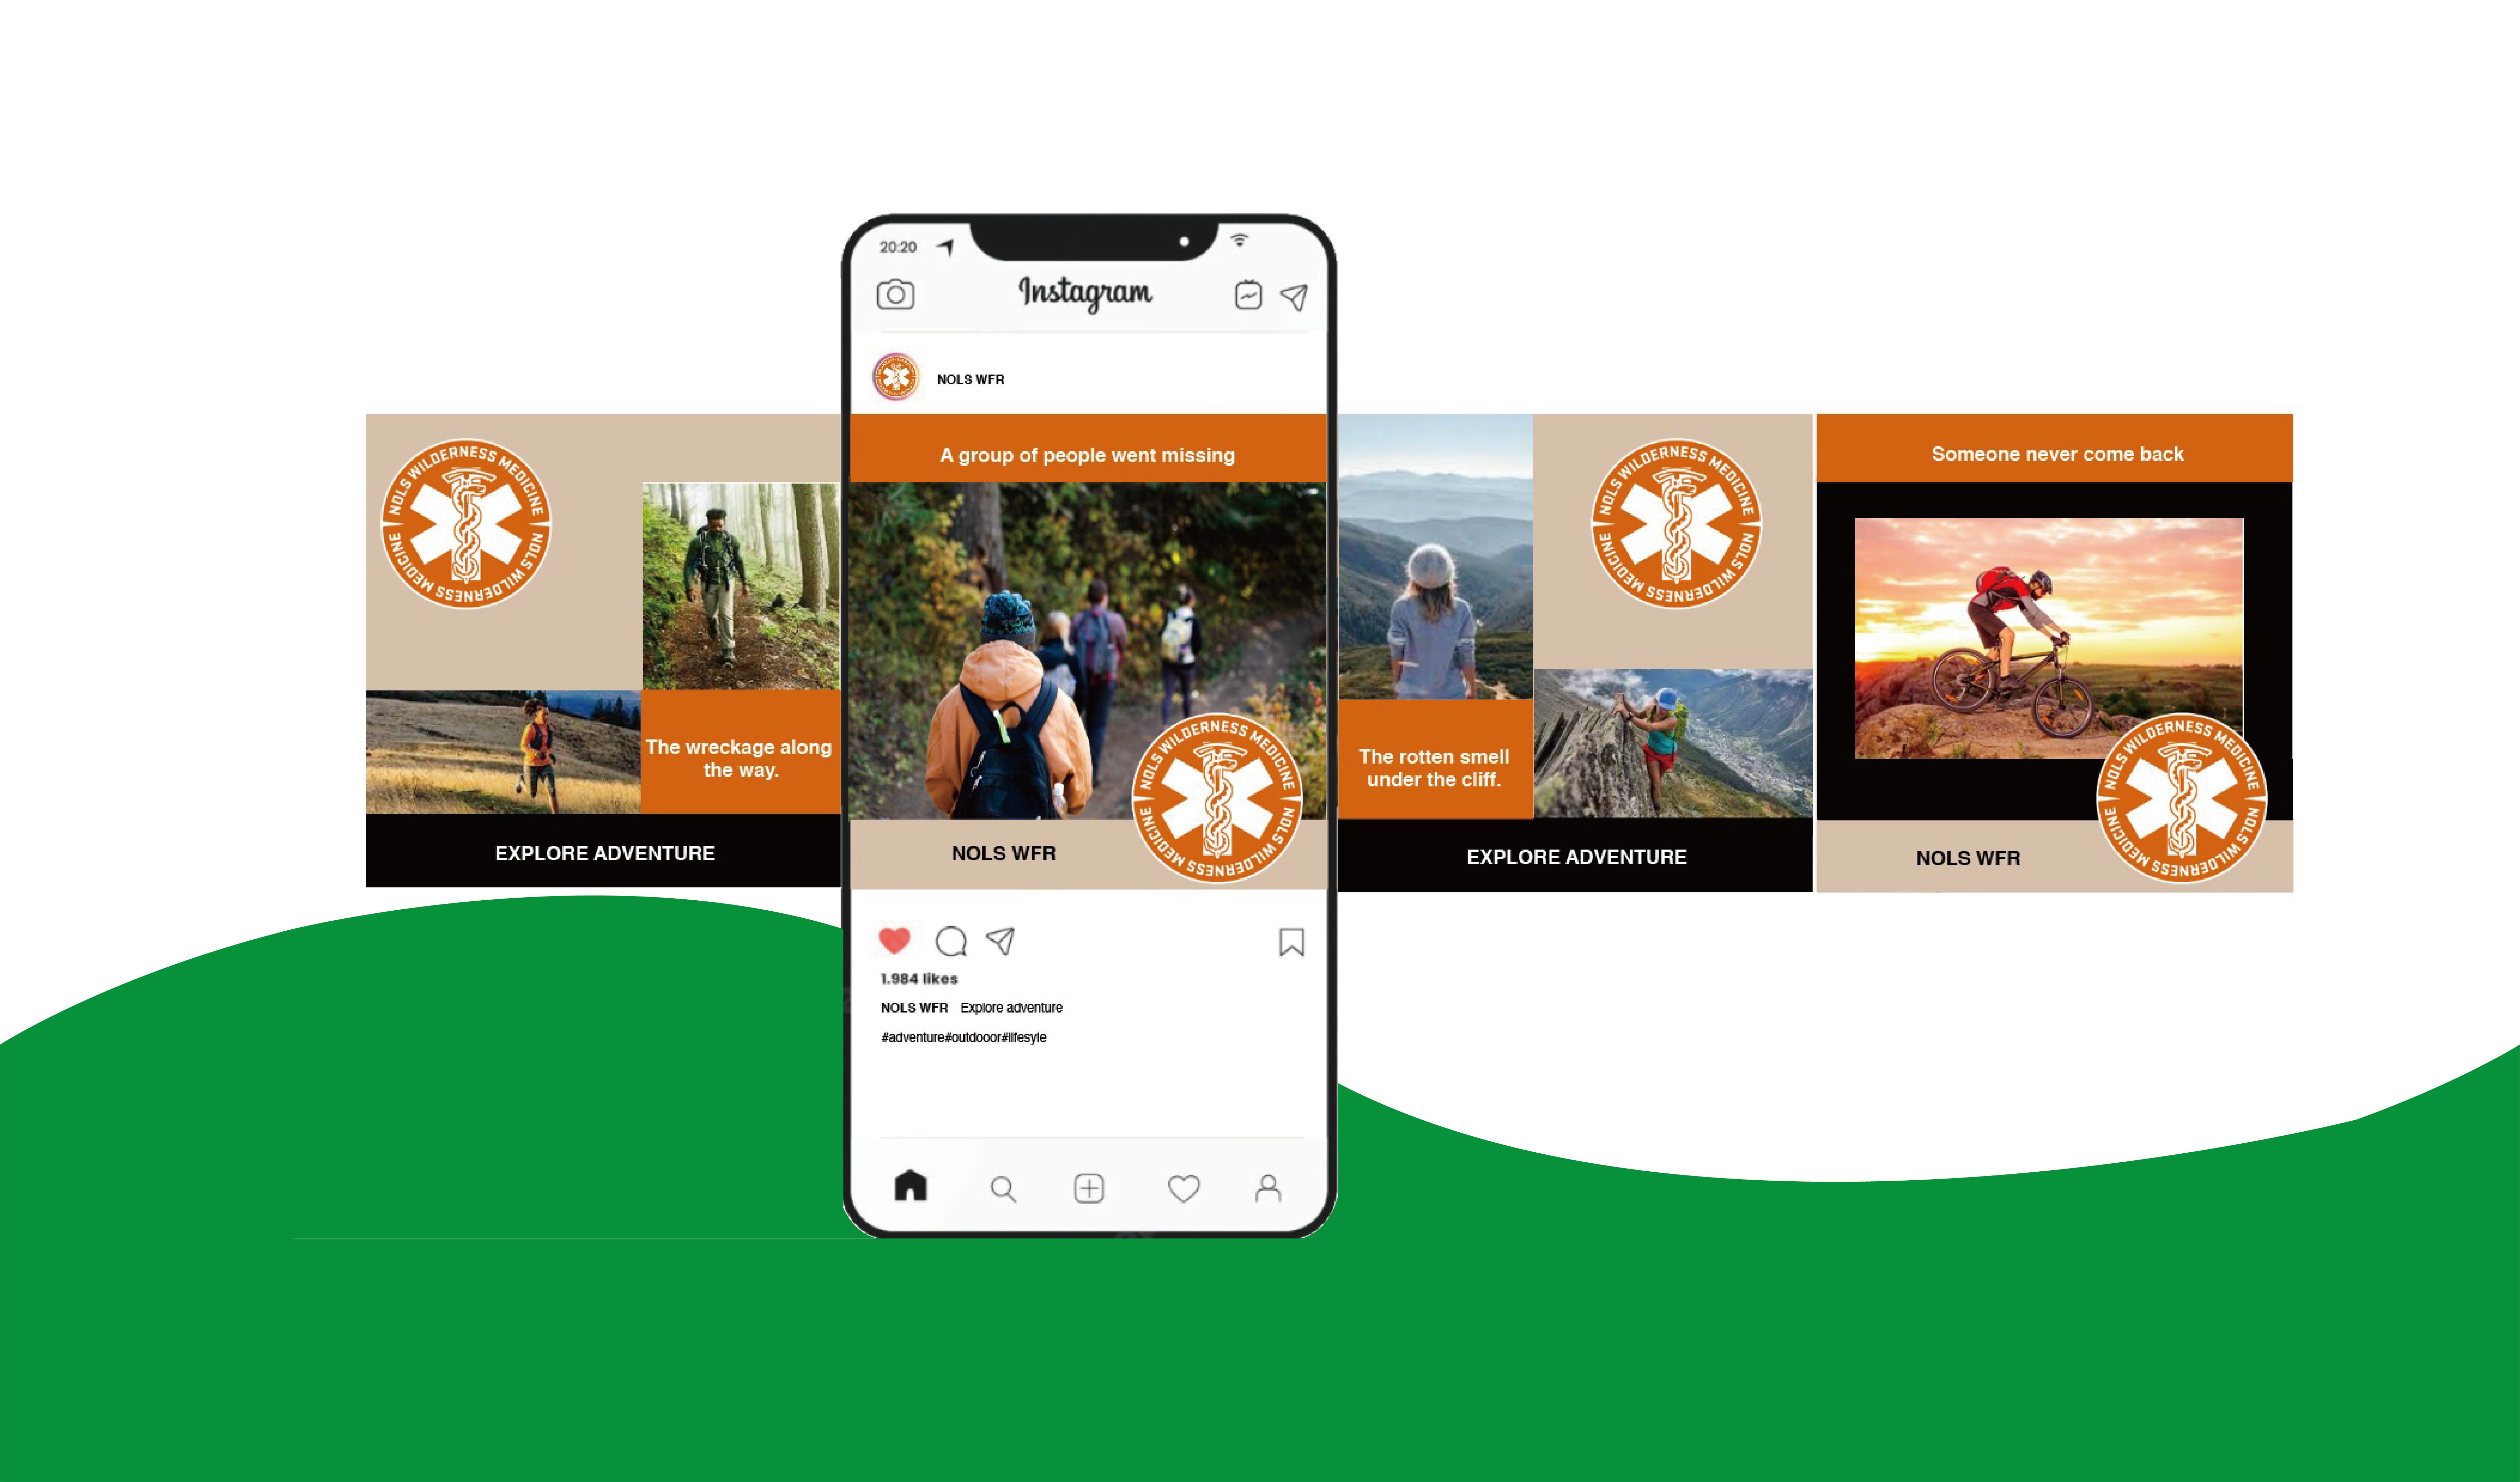 20:20
Instagram
NOLS WFR
NOLS WILDERNESS MEDICINE NOLS WILDERNESS MEDICINE
The wreckage along
the way.
EXPLORE ADVENTURE
A group of people went missing
NOLS WFR
NOLS WILDERNESS MEDICINE NOLS WILDERNESS MEDICINE
NOLS WILDERNESS MEDICINE NOLS WILDERNESS MEDICINE
The rotten smell
under the cliff.
EXPLORE ADVENTURE
Someone never come back
NOLS WFR
NOLS WILDERNESS MEDICINE NOLS WILDERNESS MEDICINE
1.984 likes
NOLS WFR Explore adventure
#adventure#outdooor#lifesyle